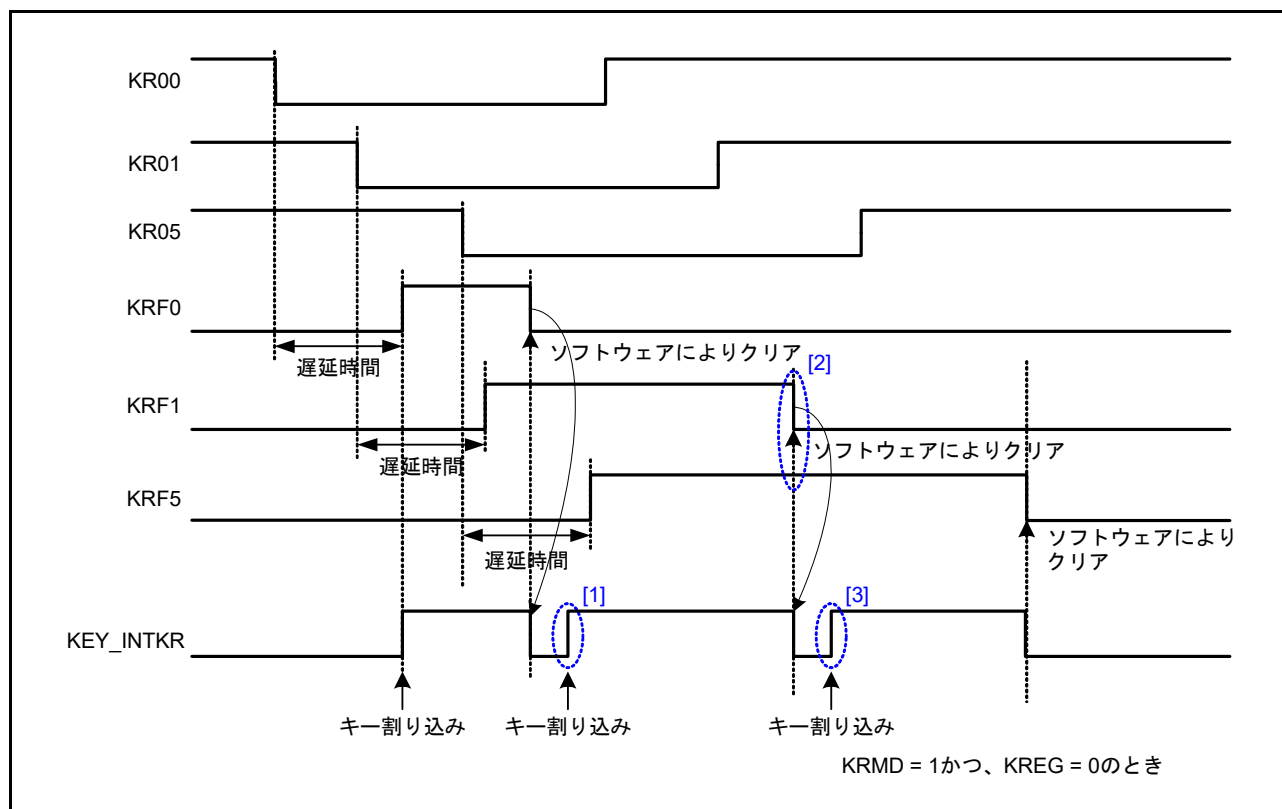 KR00
KR01
KR05
KRF0
ソフトウェアによりクリア
遅延時間
[2]
KRF1
ソフトウェアによりクリア
遅延時間
KRF5
ソフトウェアにより
クリア
遅延時間
[1]
[3]
KEY_INTKR
キー割り込み
キー割り込み
キー割り込み
KRMD = 1かつ、KREG = 0のとき